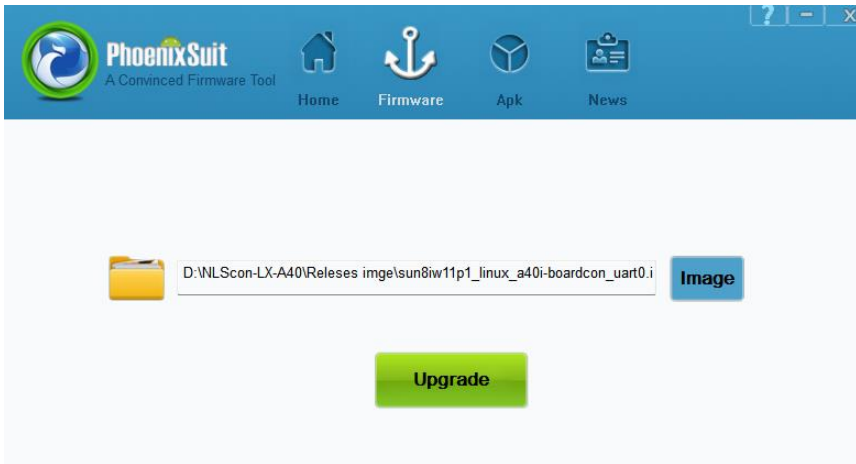 ? - x
PhoenixSuit
A Convinced Firmware Tool
Home Firmware Apk News
D:\NLScon-LX-A40\Releses imge\sun8iw11p1_linux_a40i-boardcon_uart0.i
Image
Upgrade